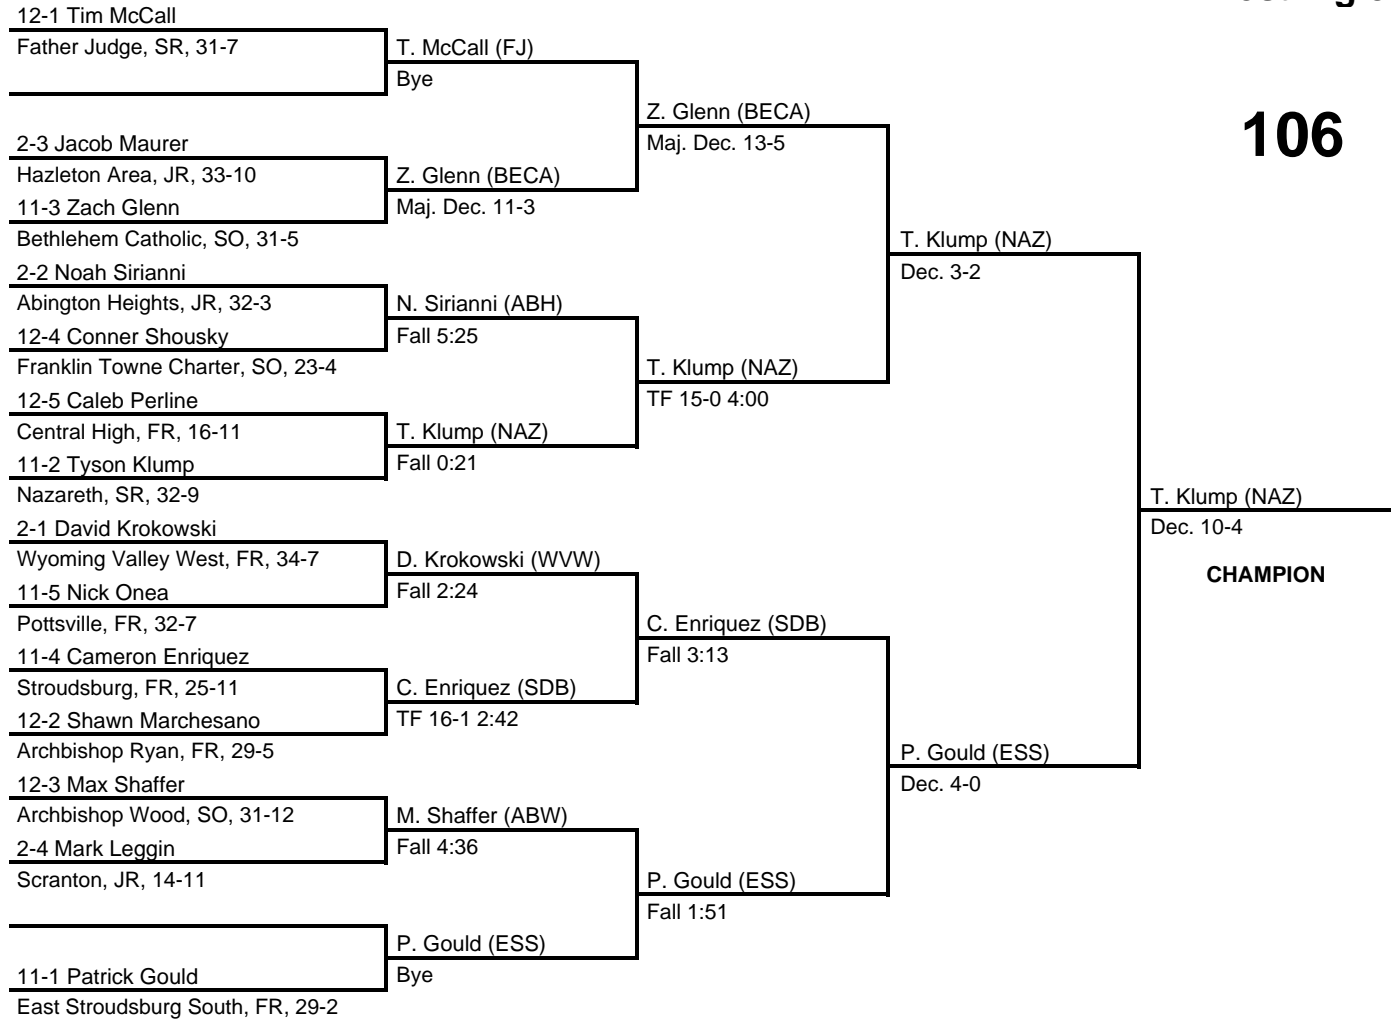 12-1 Tim McCall
Father Judge, SR, 31-7
T. McCall (FJ)
Bye
Z. Glenn (BECA)
Maj. Dec. 13-5
106
2-3 Jacob Maurer
Hazleton Area, JR, 33-10
Z. Glenn (BECA)
11-3 Zach Glenn
Maj. Dec. 11-3
Bethlehem Catholic, SO, 31-5
T. Klump (NAZ)
Dec. 3-2
2-2 Noah Sirianni
Abington Heights, JR, 32-3
N. Sirianni (ABH)
12-4 Conner Shousky
Fall 5:25
Franklin Towne Charter, SO, 23-4
T. Klump (NAZ)
TF 15-0 4:00
12-5 Caleb Perline
Central High, FR, 16-11
T. Klump (NAZ)
11-2 Tyson Klump
Fall 0:21
Nazareth, SR, 32-9
T. Klump (NAZ)
Dec. 10-4
CHAMPION
2-1 David Krokowski
Wyoming Valley West, FR, 34-7
D. Krokowski (WVW)
11-5 Nick Onea
Fall 2:24
Pottsville, FR, 32-7
C. Enriquez (SDB)
Fall 3:13
11-4 Cameron Enriquez
Stroudsburg, FR, 25-11
C. Enriquez (SDB)
12-2 Shawn Marchesano
TF 16-1 2:42
Archbishop Ryan, FR, 29-5
P. Gould (ESS)
Dec. 4-0
12-3 Max Shaffer
Archbishop Wood, SO, 31-12
M. Shaffer (ABW)
2-4 Mark Leggin
Fall 4:36
Scranton, JR, 14-11
P. Gould (ESS)
Fall 1:51
P. Gould (ESS)
11-1 Patrick Gould
Bye
East Stroudsburg South, FR, 29-2